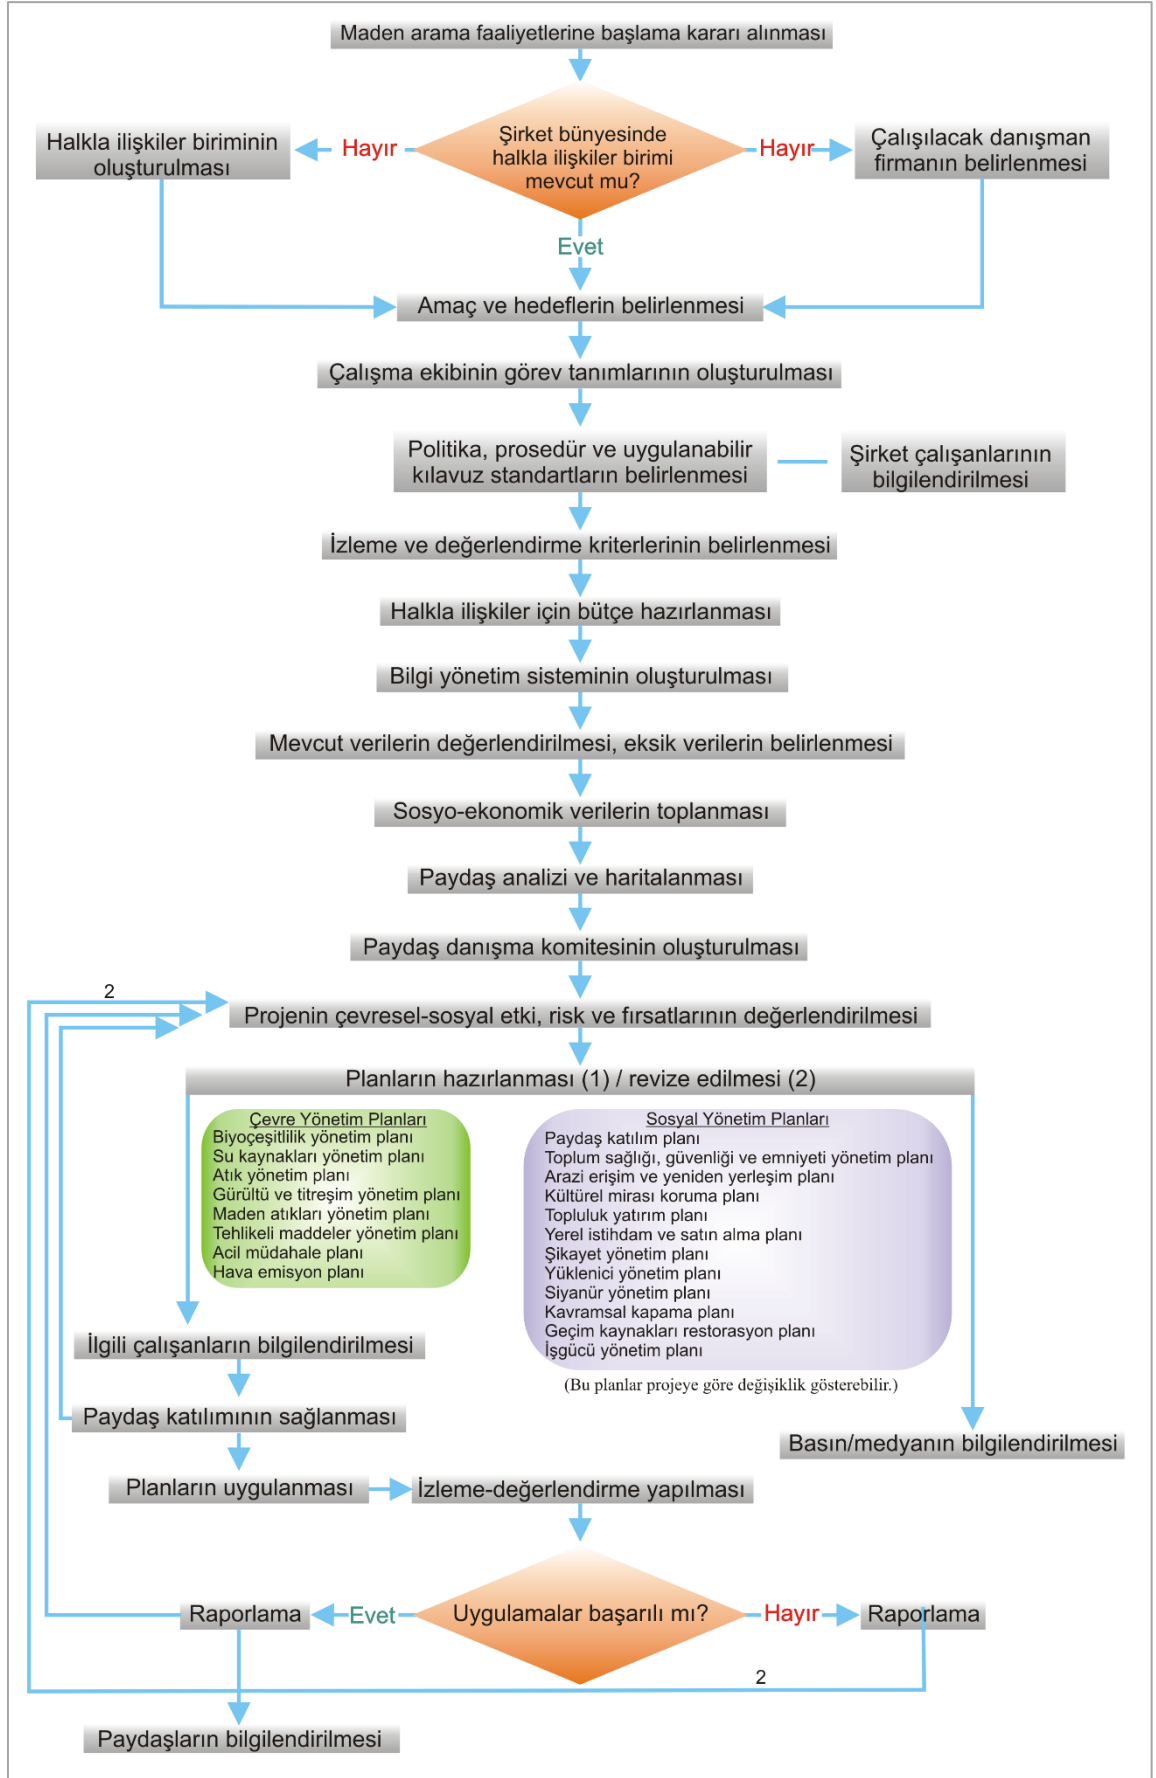 Maden arama faaliyetlerine başlama kararı alınması
Şirket bünyesinde
halkla ilişkiler birimi
mevcut mu?
Hayır
Halkla ilişkiler biriminin
oluşturulması
Hayır
Çalışılacak danışman
firmanın belirlenmesi
Evet
Amaç ve hedeflerin belirlenmesi
Çalışma ekibinin görev tanımlarının oluşturulması
Politika, prosedür ve uygulanabilir
kılavuz standartların belirlenmesi
Şirket çalışanlarının
bilgilendirilmesi
İzleme ve değerlendirme kriterlerinin belirlenmesi
Halkla ilişkiler için bütçe hazırlanması
Bilgi yönetim sisteminin oluşturulması
Mevcut verilerin değerlendirilmesi, eksik verilerin belirlenmesi
Sosyo-ekonomik verilerin toplanması
Paydaş analizi ve haritalanması
Paydaş danışma komitesinin oluşturulması
2
Projenin çevresel-sosyal etki, risk ve fırsatlarının değerlendirilmesi
Planların hazırlanması (1) / revize edilmesi (2)
Çevre Yönetim Planları
Biyoçeşitlilik yönetim planı
Su kaynakları yönetim planı
Atık yönetim planı
Gürültü ve titreşim yönetim planı
Maden atıkları yönetim planı
Tehlikeli maddeler yönetim planı
Acil müdahale planı
Hava emisyon planı
Sosyal Yönetim Planları
Paydaş katılım planı
Toplum sağlığı, güvenliği ve emniyeti yönetim planı
Arazi erişim ve yeniden yerleşim planı
Kültürel mirası koruma planı
Topluluk yatırım planı
Yerel istihdam ve satın alma planı
Şikayet yönetim planı
Yüklenici yönetim planı
Siyanür yönetim planı
Kavramsal kapama planı
Geçim kaynakları restorasyon planı
İşgücü yönetim planı
(Bu planlar projeye göre değişiklik gösterebilir.)
İlgili çalışanların bilgilendirilmesi
Paydaş katılımının sağlanması
Basın/medyanın bilgilendirilmesi
Planların uygulanması
İzleme-değerlendirme yapılması
Uygulamalar başarılı mı?
Evet
Raporlama
Hayır
Raporlama
2
Paydaşların bilgilendirilmesi